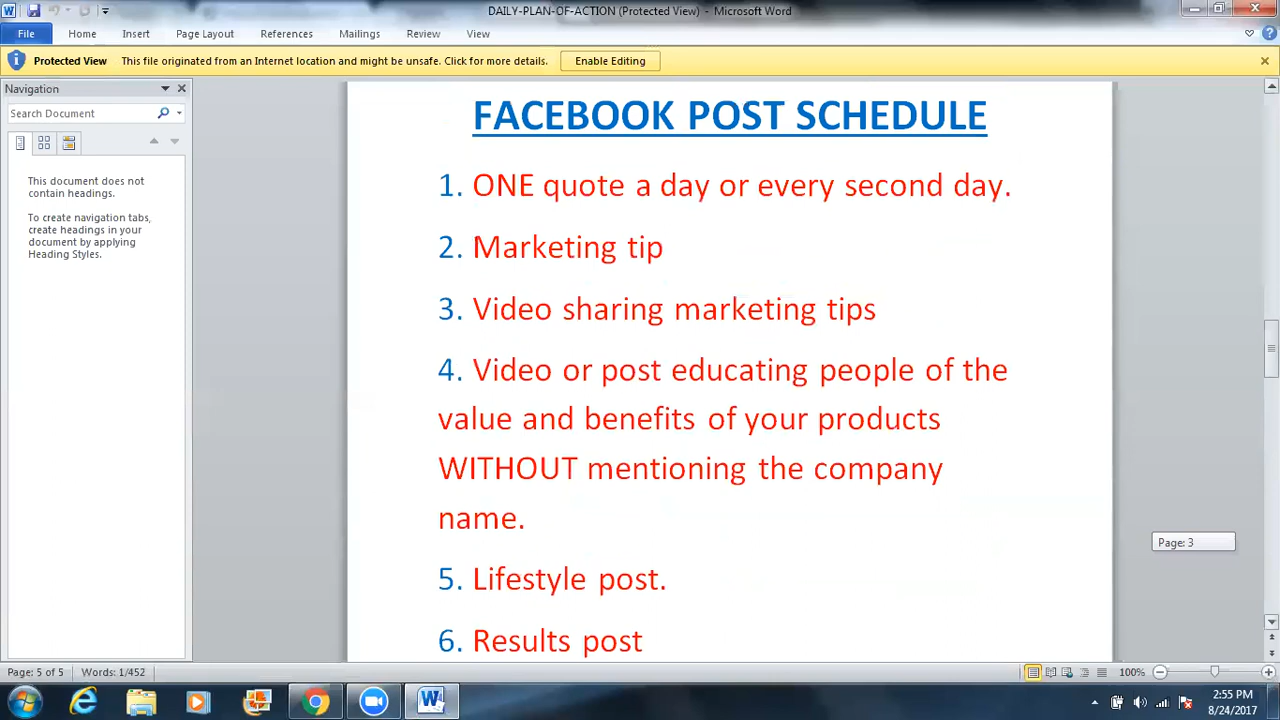 DAILY-PLAN-OF-ACTION (Protected View) - Microsoft Word
File Home Insert Page Layout References Mailings Review View
Protected View This file originated from an Internet location and might be unsafe. Click for more details. Enable Editing
Navigation
Search Document
This document does not
contain headings.
To create navigation tabs,
create headings in your
document by applying
Heading Styles.
FACEBOOK POST SCHEDULE
1. ONE quote a day or every second day.
2. Marketing tip
3. Video sharing marketing tips
4. Video or post educating people of the
value and benefits of your products
WITHOUT mentioning the company
name.
5. Lifestyle post.
6. Results post
Page: 3
Page: 5 of 5 Words: 1/452 100%
2:55 PM
8/24/2017